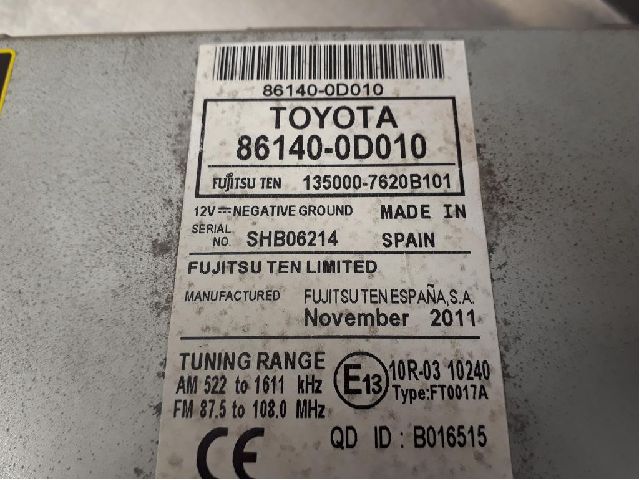 86140-0D010
TOYOTA
86140-0D010
FUJITSU TEN 135000-7620B101
12V NEGATIVE GROUND MADE IN
SERIAL NO. SHB06214 SPAIN
FUJITSU TEN LIMITED
MANUFACTURED FUJITSU TEN ESPAÑA,S.A.
November 2011
TUNING RANGE
AM 522 to 1611 kHz
FM 87.5 to 108.0 MHz
E13 10R-03 10240
Type:FT0017A
CE QD ID : B016515